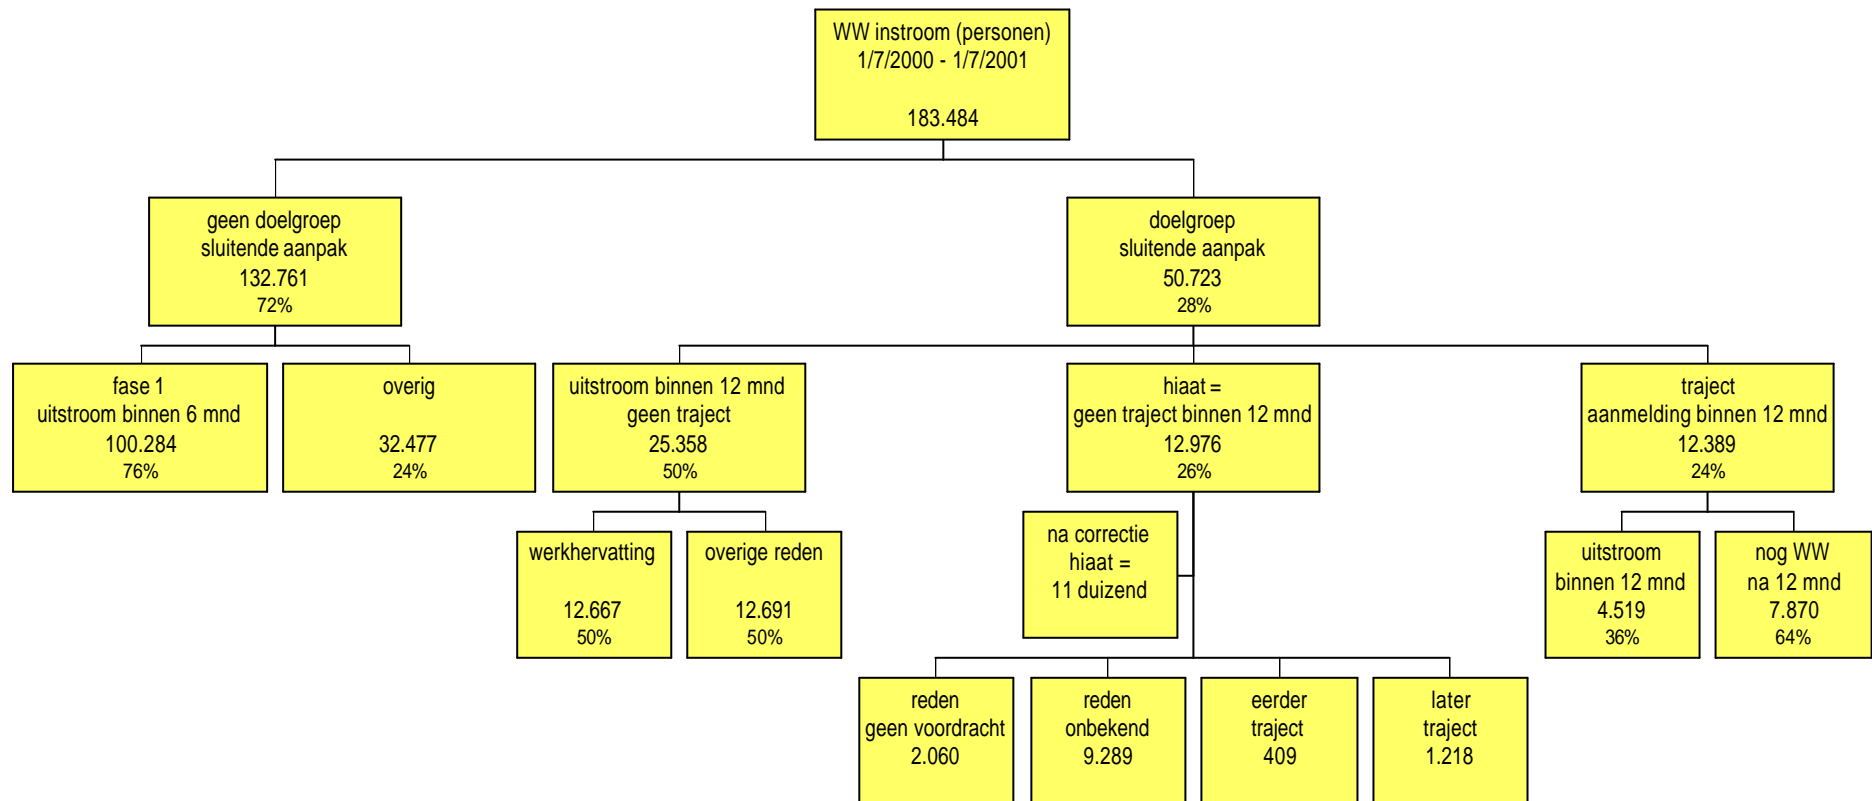 WW instroom (personen)
1/7/2000 - 1/7/2001
183.484
geen doelgroep
sluitende aanpak
132.761
72%
doelgroep
sluitende aanpak
50.723
28%
fase 1
uitstroom binnen 6 mnd
100.284
76%
overig
32.477
24%
uitstroom binnen 12 mnd
geen traject
25.358
50%
hiaat =
geen traject binnen 12 mnd
12.976
26%
traject
aanmelding binnen 12 mnd
12.389
24%
werkhervatting
12.667
50%
overige reden
12.691
50%
na correctie
hiaat =
11 duizend
uitstroom
binnen 12 mnd
4.519
36%
nog WW
na 12 mnd
7.870
64%
reden
geen voordracht
2.060
reden
onbekend
9.289
eerder
traject
409
later
traject
1.218